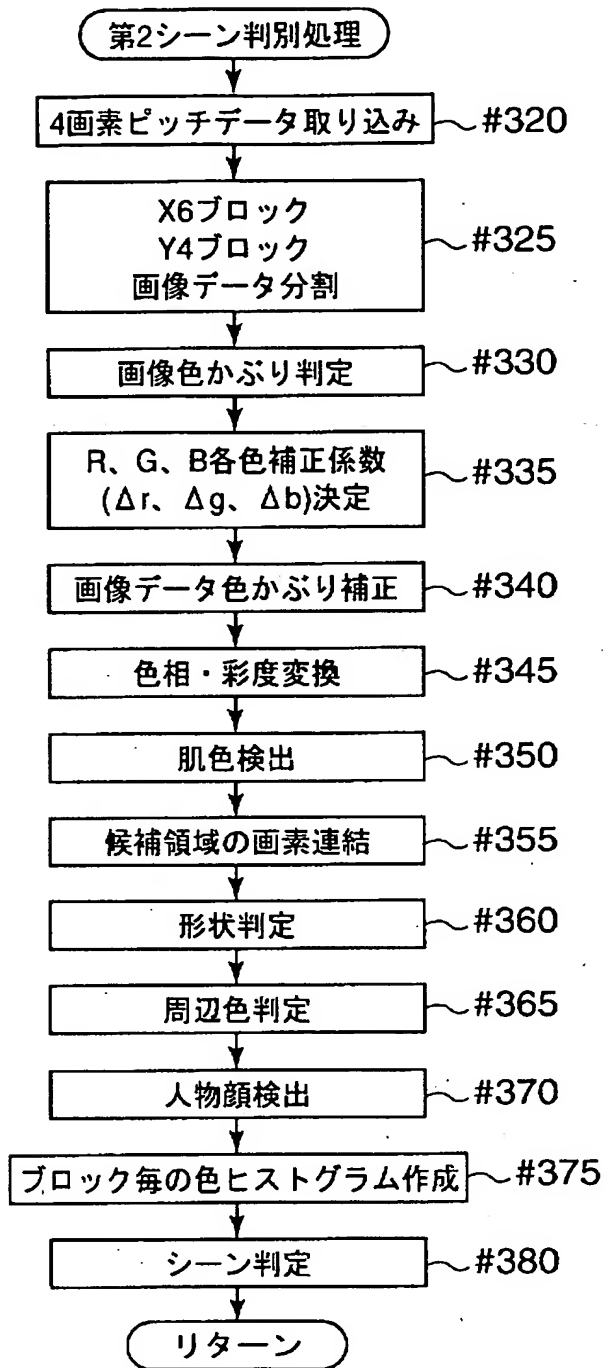 第2シーン判別処理
4画素ピッチデータ取り込み
#320
X6ブロック
Y4ブロック
画像データ分割
#325
画像色かぶり判定
#330
R、G、B各色補正係数
(Δr、Δg、Δb)決定
#335
画像データ色かぶり補正
#340
色相・彩度変換
#345
肌色検出
#350
候補領域の画素連結
#355
形状判定
#360
周辺色判定
#365
人物顔検出
#370
ブロック毎の色ヒストグラム作成
#375
シーン判定
#380
リターン